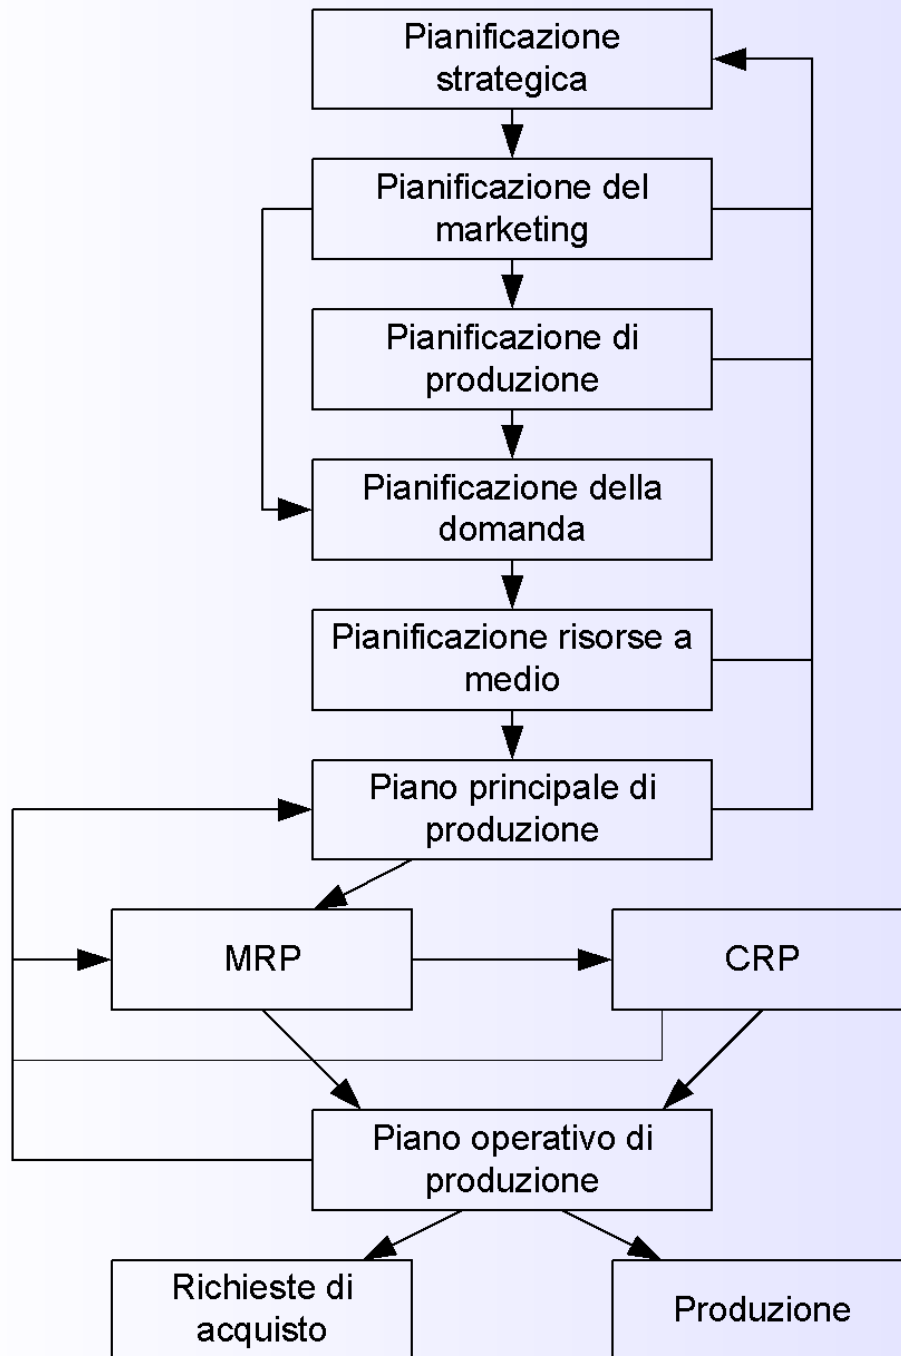 Pianificazione
strategica
Pianificazione del
marketing
Pianificazione di
produzione
Pianificazione della
domanda
Pianificazione risorse a
medio
Piano principale di
produzione
MRP
CRP
Piano operativo di
produzione
Richieste di
acquisto
Produzione